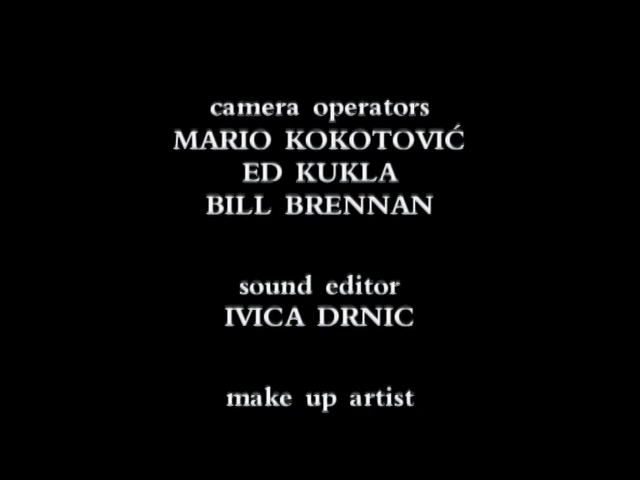 camera operators
MARIO KOKOTOVIĆ
ED KUKLA
BILL BRENNAN
sound editor
IVICA DRNIC
make up artist